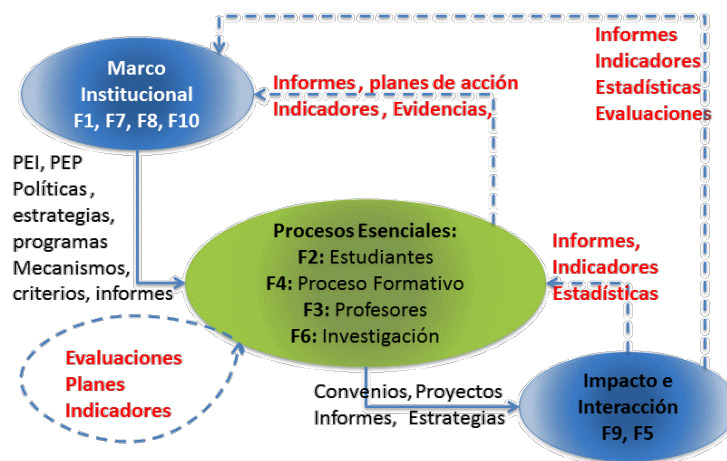 Marco
Institucional
F1, F7, F8, F10
Informes , planes de acción
Indicadores , Evidencias,
Informes
Indicadores
Estadísticas
Evaluaciones
PEI, PEP
Políticas ,
estrategias,
programas
Mecanismos,
criterios, informes
Procesos Esenciales:
F2: Estudiantes
F4: Proceso Formativo
F3: Profesores
F6: Investigación
Informes,
Indicadores
Estadísticas
Evaluaciones
Planes
Indicadores
Convenios, Proyectos
Informes, Estrategias
Impacto e
Interacción
F9, F5